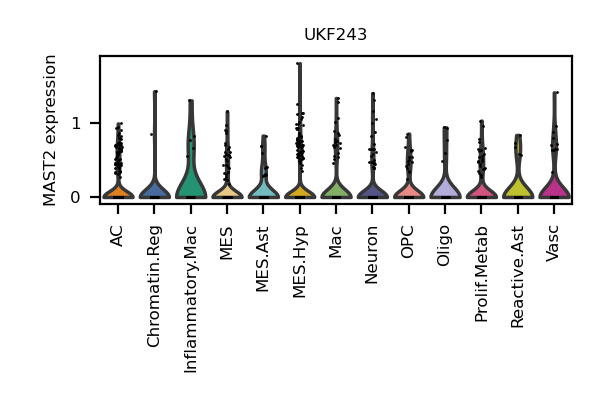 UKF243
MAST2 expression
1
0
AC
Chromatin.Reg
Inflammatory.Mac
MES
MES.Ast
MES.Hyp
Mac
Neuron
OPC
Oligo
Prolif.Metab
Reactive.Ast
Vasc